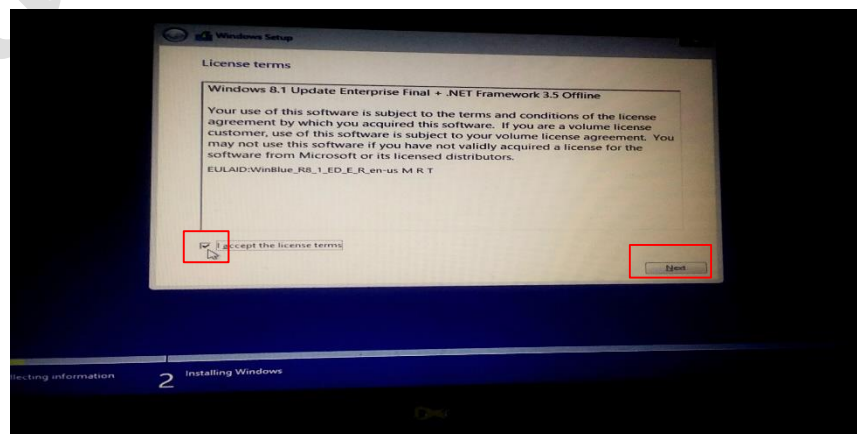 Windows Setup
License terms
Windows 8.1 Update Enterprise Final + .NET Framework 3.5 Offline
Your use of this software is subject to the terms and conditions of the license
agreement by which you acquired this software. If you are a volume license
customer, use of this software is subject to your volume license agreement. You
may not use this software if you have not validly acquired a license for the
software from Microsoft or its licensed distributors.
EULAID:WinBlue_R8_1_ED_E_R_en-us M R T
I accept the license terms
Next
llecting information
2 Installing Windows